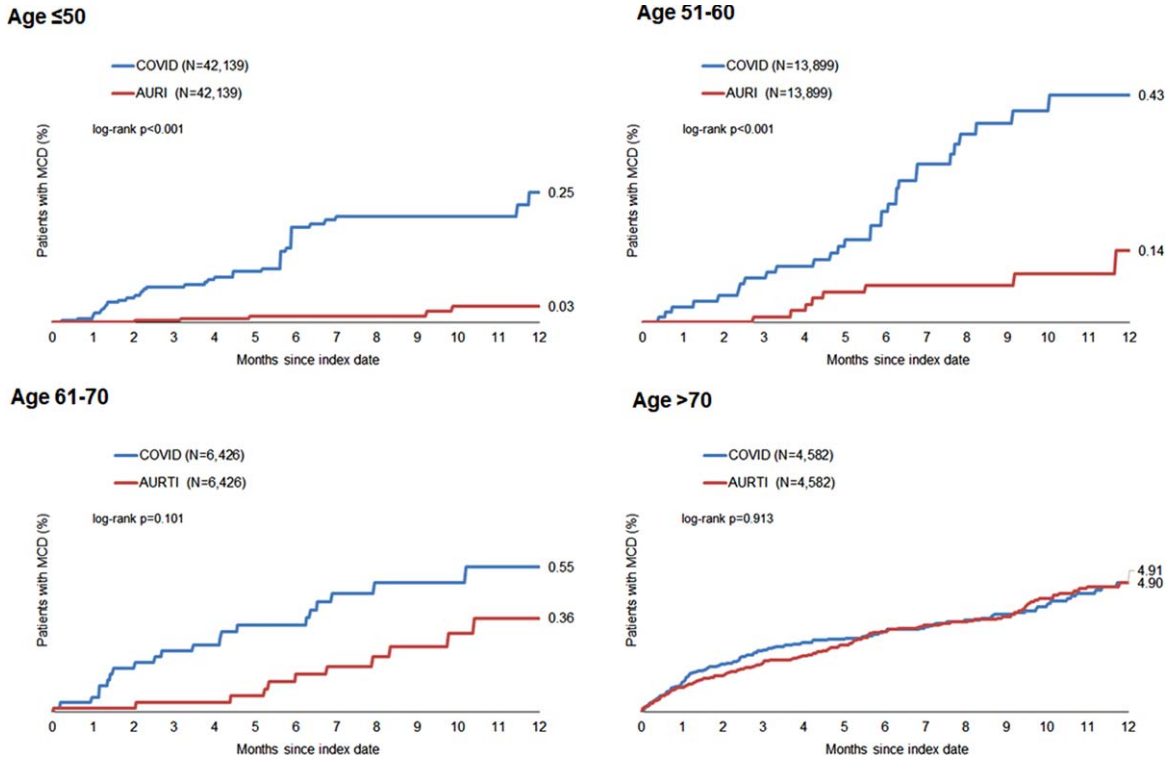 Age ≤50
COVID (N=42,139)
AURI (N=42,139)
log-rank p<0.001
Patients with MCD (%)
0.25
0.03
0 1 2 3 4 5 6 7 8 9 10 11 12
Months since index date
Age 51-60
COVID (N=13,899)
AURI (N=13,899)
log-rank p<0.001
Patients with MCD (%)
0.43
0.14
0 1 2 3 4 5 6 7 8 9 10 11 12
Months since index date
Age 61-70
COVID (N=6,426)
AURTI (N=6,426)
log-rank p=0.101
Patients with MCD (%)
0.55
0.36
0 1 2 3 4 5 6 7 8 9 10 11 12
Months since index date
Age >70
COVID (N=4,582)
AURTI (N=4,582)
log-rank p=0.913
Patients with MCD (%)
4.91
4.90
0 1 2 3 4 5 6 7 8 9 10 11 12
Months since index date